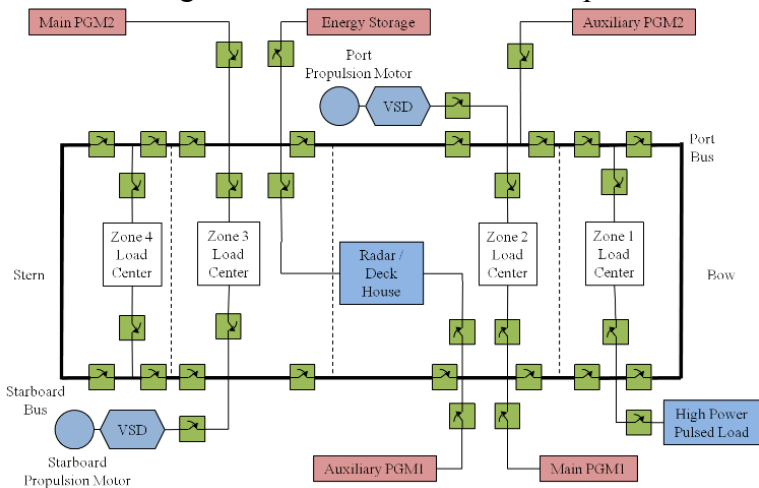 Main PGM2
Energy Storage
Auxiliary PGM2
Port
Propulsion Motor
VSD
Port
Bus
Zone 4
Load
Center
Zone 3
Load
Center
Radar /
Deck
House
Zone 2
Load
Center
Zone 1
Load
Center
Stern
Bow
Starboard
Bus
VSD
Starboard
Propulsion Motor
High Power
Pulsed Load
Auxiliary PGM1
Main PGM1